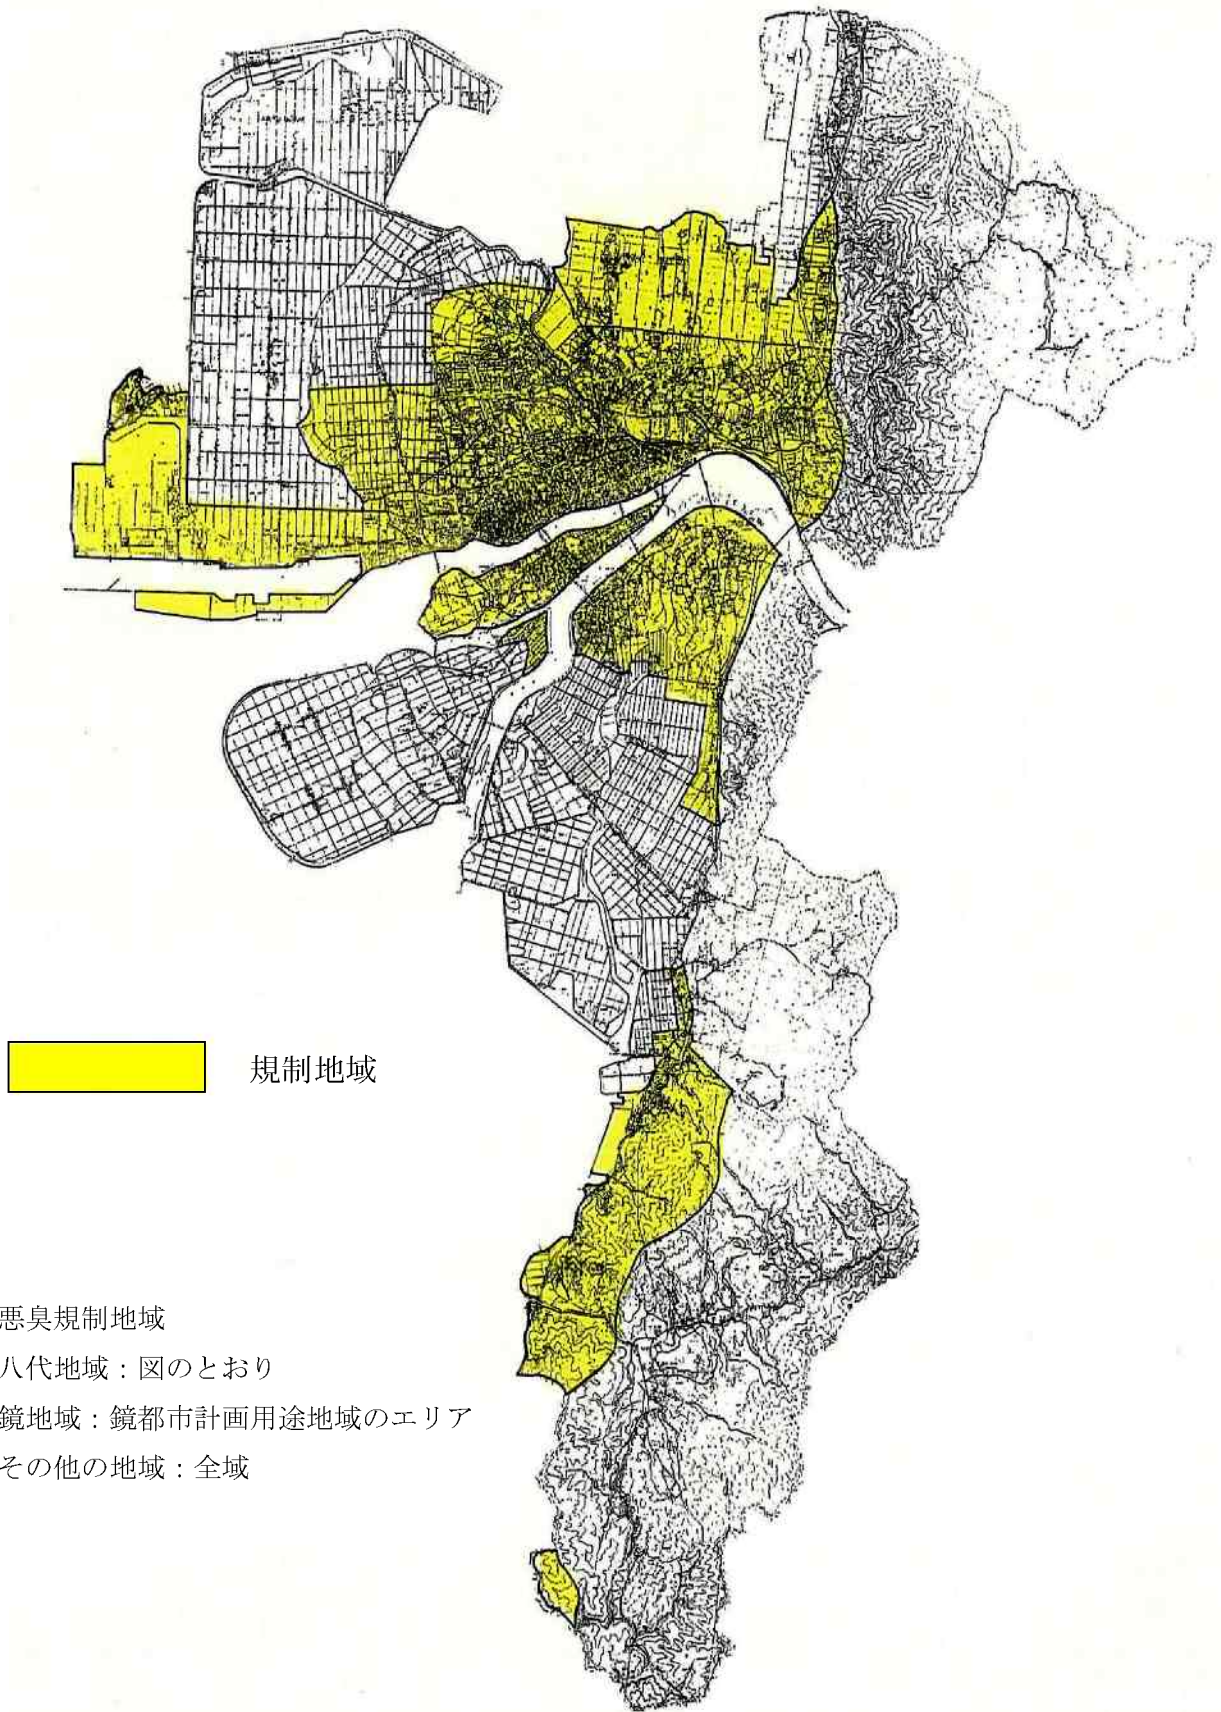 規制地域
悪臭規制地域
八代地域：図のとおり
鏡地域：鏡都市計画用途地域のエリア
その他の地域：全域